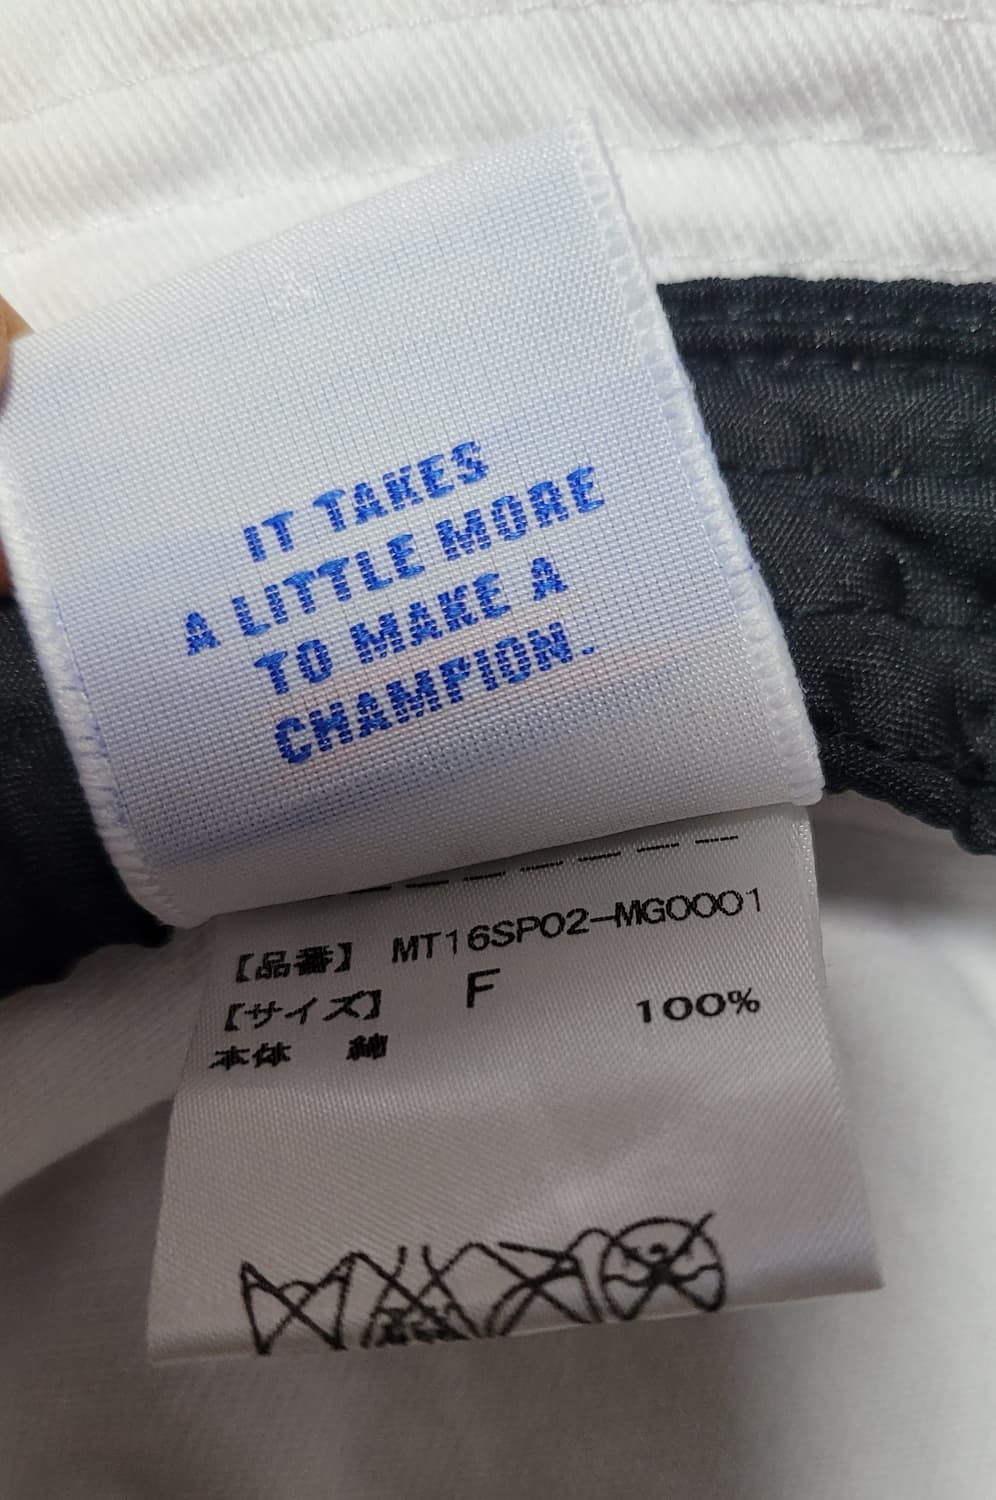 IT TAKES
A LITTLE MORE
TO MAKE A
CHAMPION.
【品番】 MT16SP02-MG0001
【サイズ】 F
本体 綿 100%